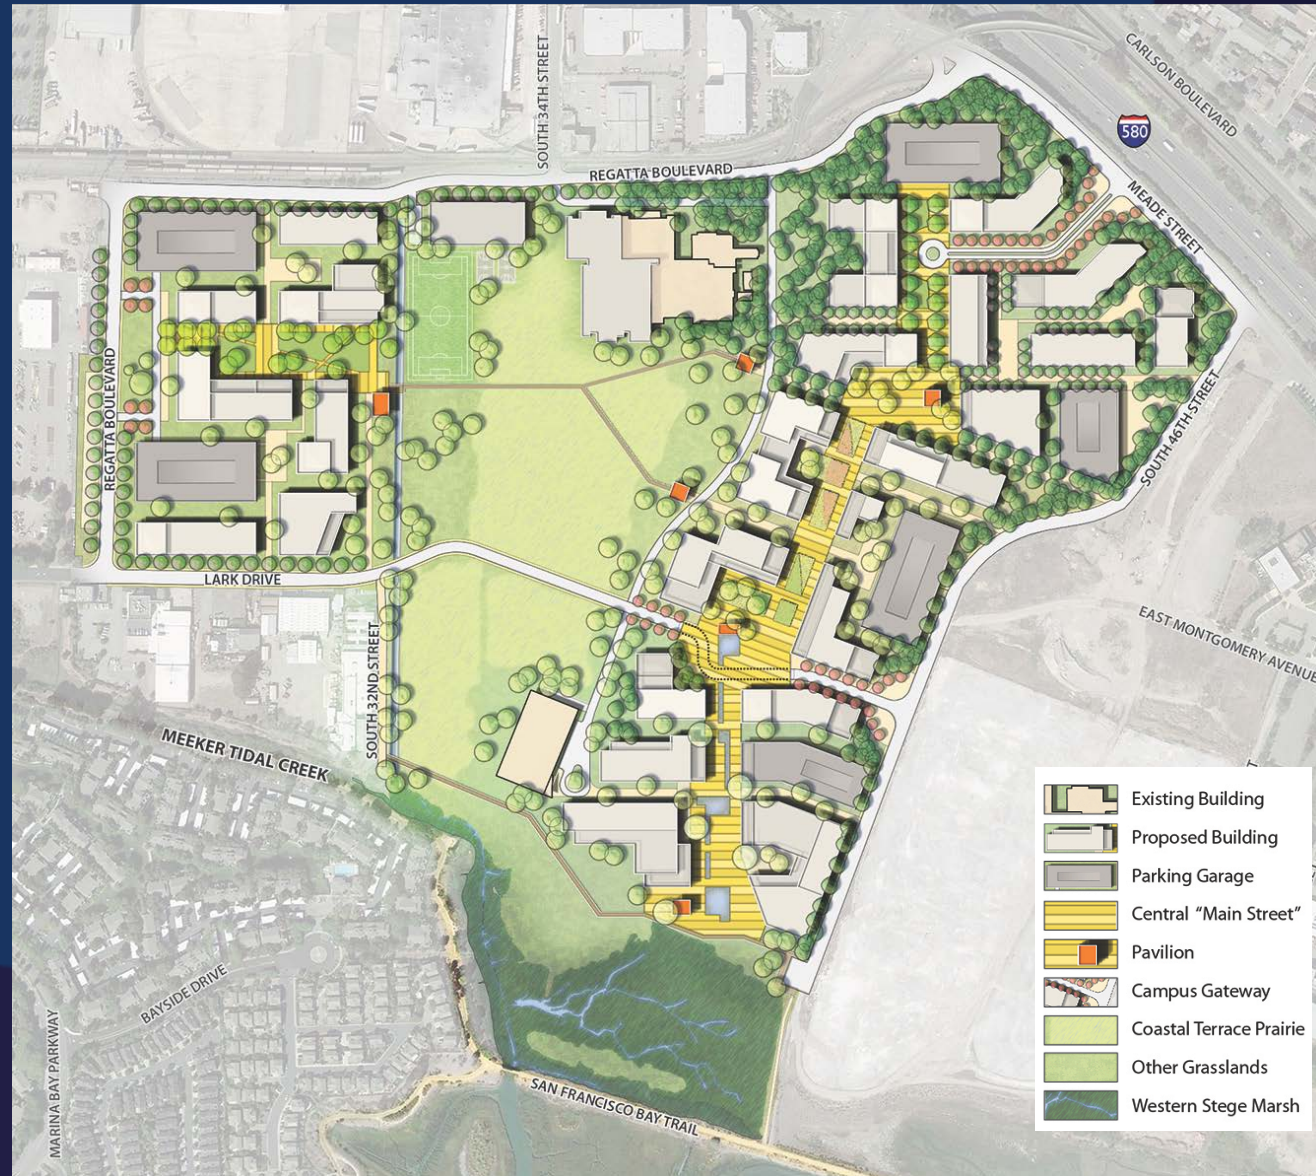 CARLSON BOULEVARD
580
SOUTH 34TH STREET
REGATTA BOULEVARD
MEADE STREET
REGATTA BOULEVARD
SOUTH 46TH STREET
LARK DRIVE
EAST MONTGOMERY AVENUE
SOUTH 32ND STREET
MEEKER TIDAL CREEK
BAYSIDE DRIVE
MARINA BAY PARKWAY
SAN FRANCISCO BAY TRAIL
Existing Building
Proposed Building
Parking Garage
Central “Main Street”
Pavilion
Campus Gateway
Coastal Terrace Prairie
Other Grasslands
Western Stege Marsh